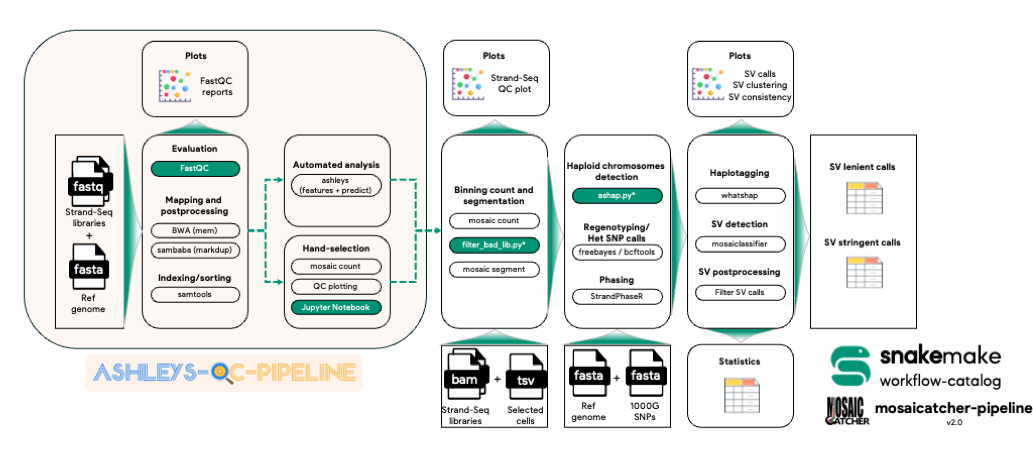 Plots
FastQC
reports
fastq
Strand-Seq
libraries
+
fasta
Ref
genome
Evaluation
FastQC
Mapping and
postprocessing
BWA (mem)
sambaba (markdup)
Indexing/sorting
samtools
Automated analysis
ashleys
(features + predict)
Hand-selection
mosaic count
QC plotting
Jupyter Notebook
ASHLEYS-QC-PIPELINE
Plots
Strand-Seq
QC plot
Binning count and
segmentation
mosaic count
filter_bad_lib.py*
mosaic segment
bam
+
tsv
Strand-Seq
libraries
Selected
cells
Haploid chromosomes
detection
ashap.py*
Regenotyping/
Het SNP calls
freebayes / bcftools
Phasing
StrandPhaseR
fasta
+
fasta
Ref
genome
1000G
SNPs
Plots
SV calls
SV clustering
SV consistency
Haplotagging
whatshap
SV detection
mosaiclassifier
SV postprocessing
Filter SV calls
Statistics
SV lenient calls
SV stringent calls
snakemake
workflow-catalog
MOSAIC
CATCHER
mosaicatcher-pipeline
v2.0